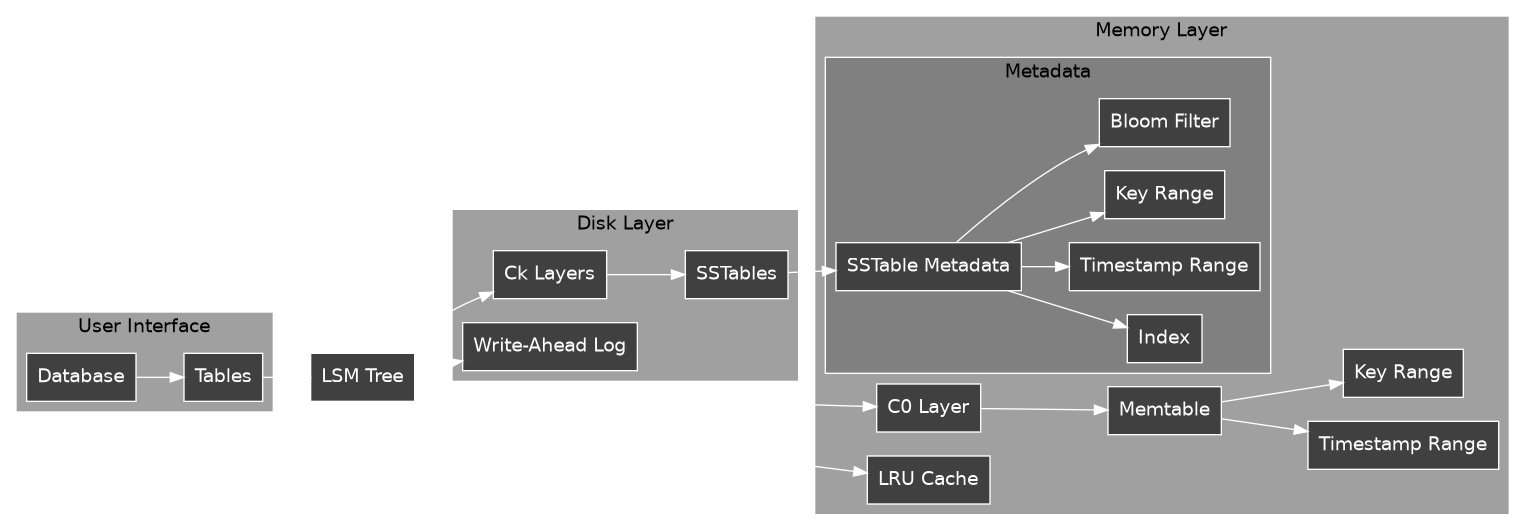 User Interface
Database
Tables
LSM Tree
Disk Layer
Ck Layers
SSTables
Write-Ahead Log
Memory Layer
Metadata
SSTable Metadata
Bloom Filter
Key Range
Timestamp Range
Index
C0 Layer
Memtable
Key Range
Timestamp Range
LRU Cache